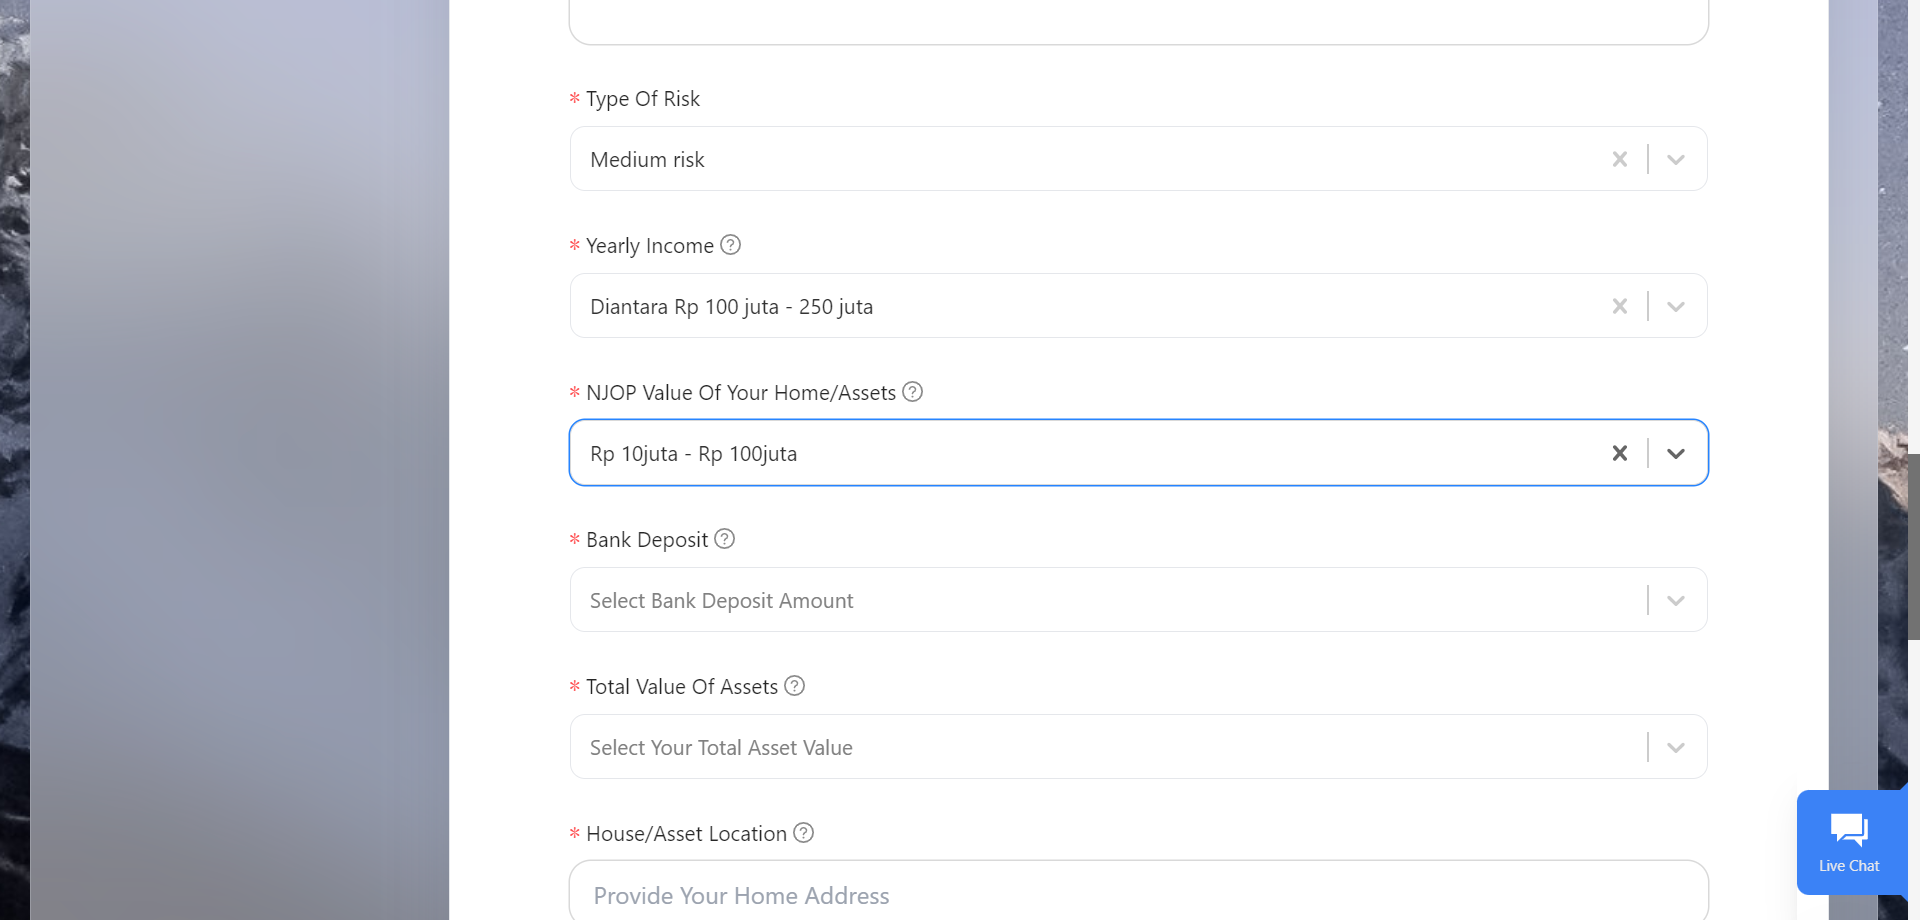 * Type Of Risk
Medium risk
* Yearly Income
Diantara Rp 100 juta - 250 juta
* NJOP Value Of Your Home/Assets
Rp 10juta - Rp 100juta
* Bank Deposit
Select Bank Deposit Amount
* Total Value Of Assets
Select Your Total Asset Value
* House/Asset Location
Provide Your Home Address
Live Chat